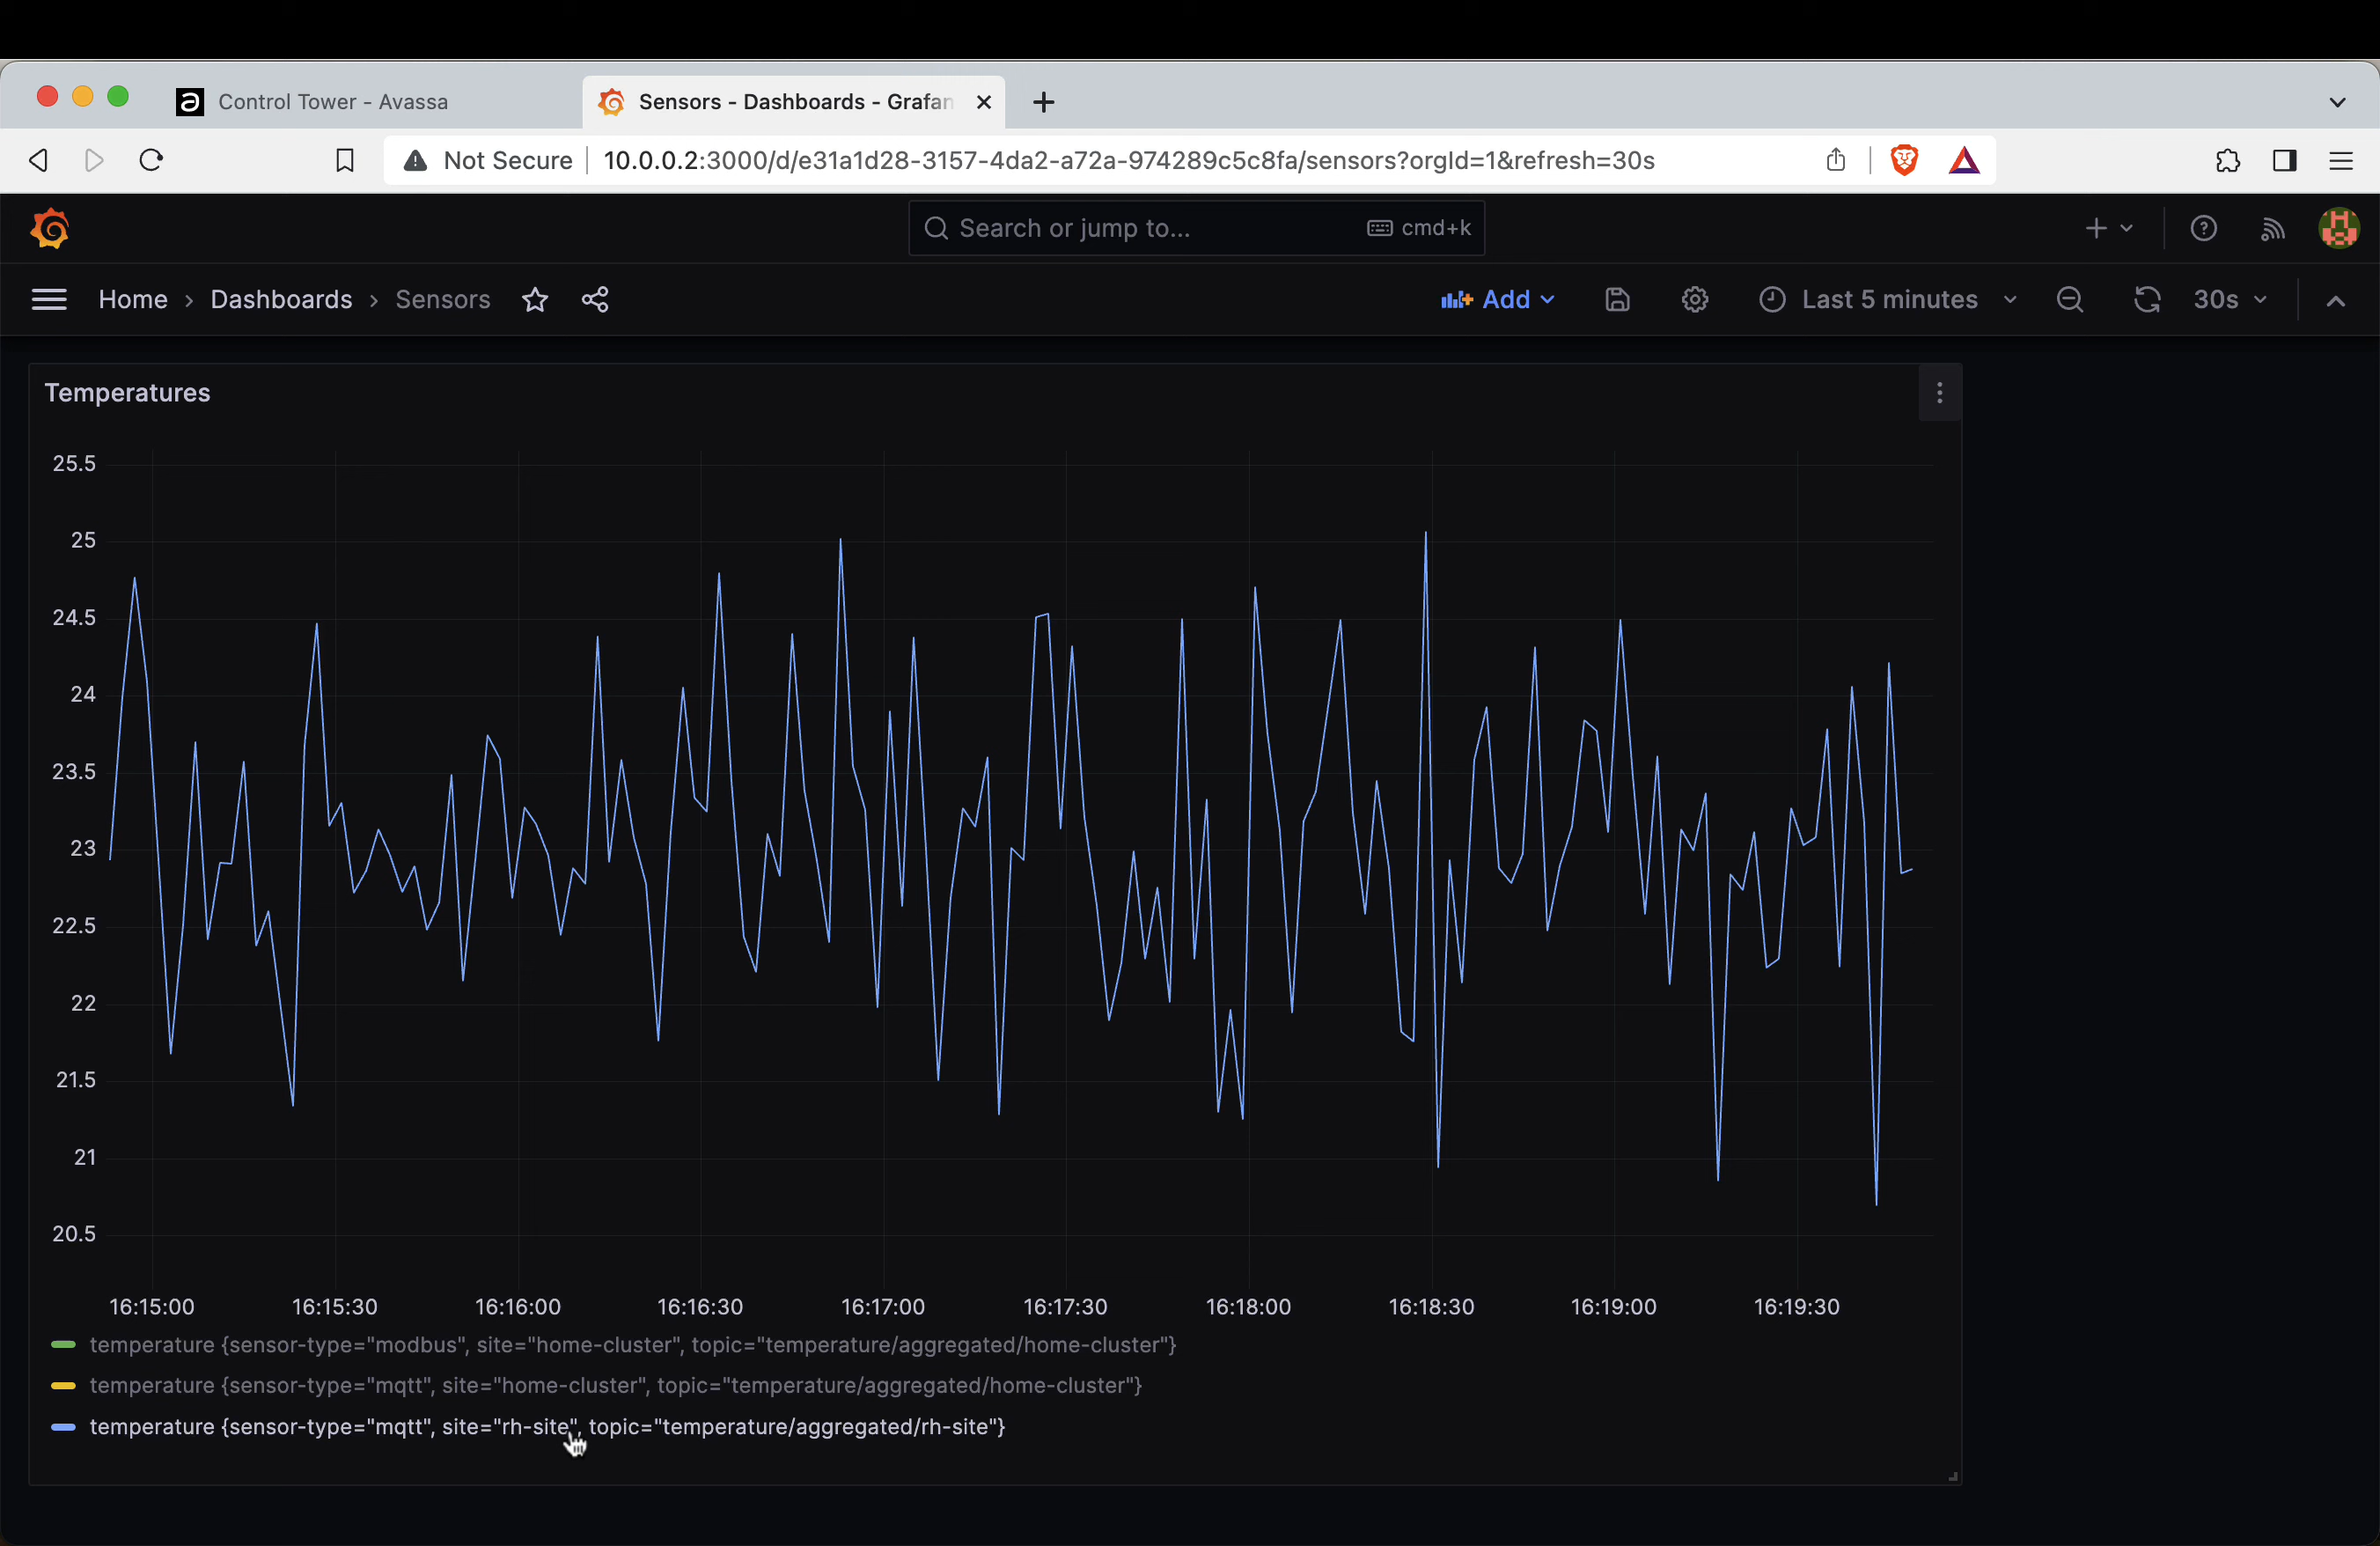 Control Tower - Avassa
Sensors - Dashboards - Grafan
Not Secure
10.0.0.2:3000/d/e31a1d28-3157-4da2-a72a-974289c5c8fa/sensors?orgId=1&refresh=30s
Search or jump to...
cmd+k
Home › Dashboards › Sensors
Add
Last 5 minutes
30s
Temperatures
25.5
25
24.5
24
23.5
23
22.5
22
21.5
21
20.5
16:15:00 16:15:30 16:16:00 16:16:30 16:17:00 16:17:30 16:18:00 16:18:30 16:19:00 16:19:30
temperature {sensor-type="modbus", site="home-cluster", topic="temperature/aggregated/home-cluster"}
temperature {sensor-type="mqtt", site="home-cluster", topic="temperature/aggregated/home-cluster"}
temperature {sensor-type="mqtt", site="rh-site", topic="temperature/aggregated/rh-site"}